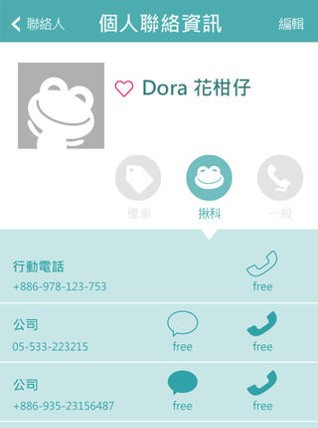 聯絡人
個人聯絡資訊
編輯
Dora 花柑仔
優惠
揪科
一般
行動電話
+886-978-123-753
free
公司
05-533-223215
free
free
公司
+886-935-23156487
free
free